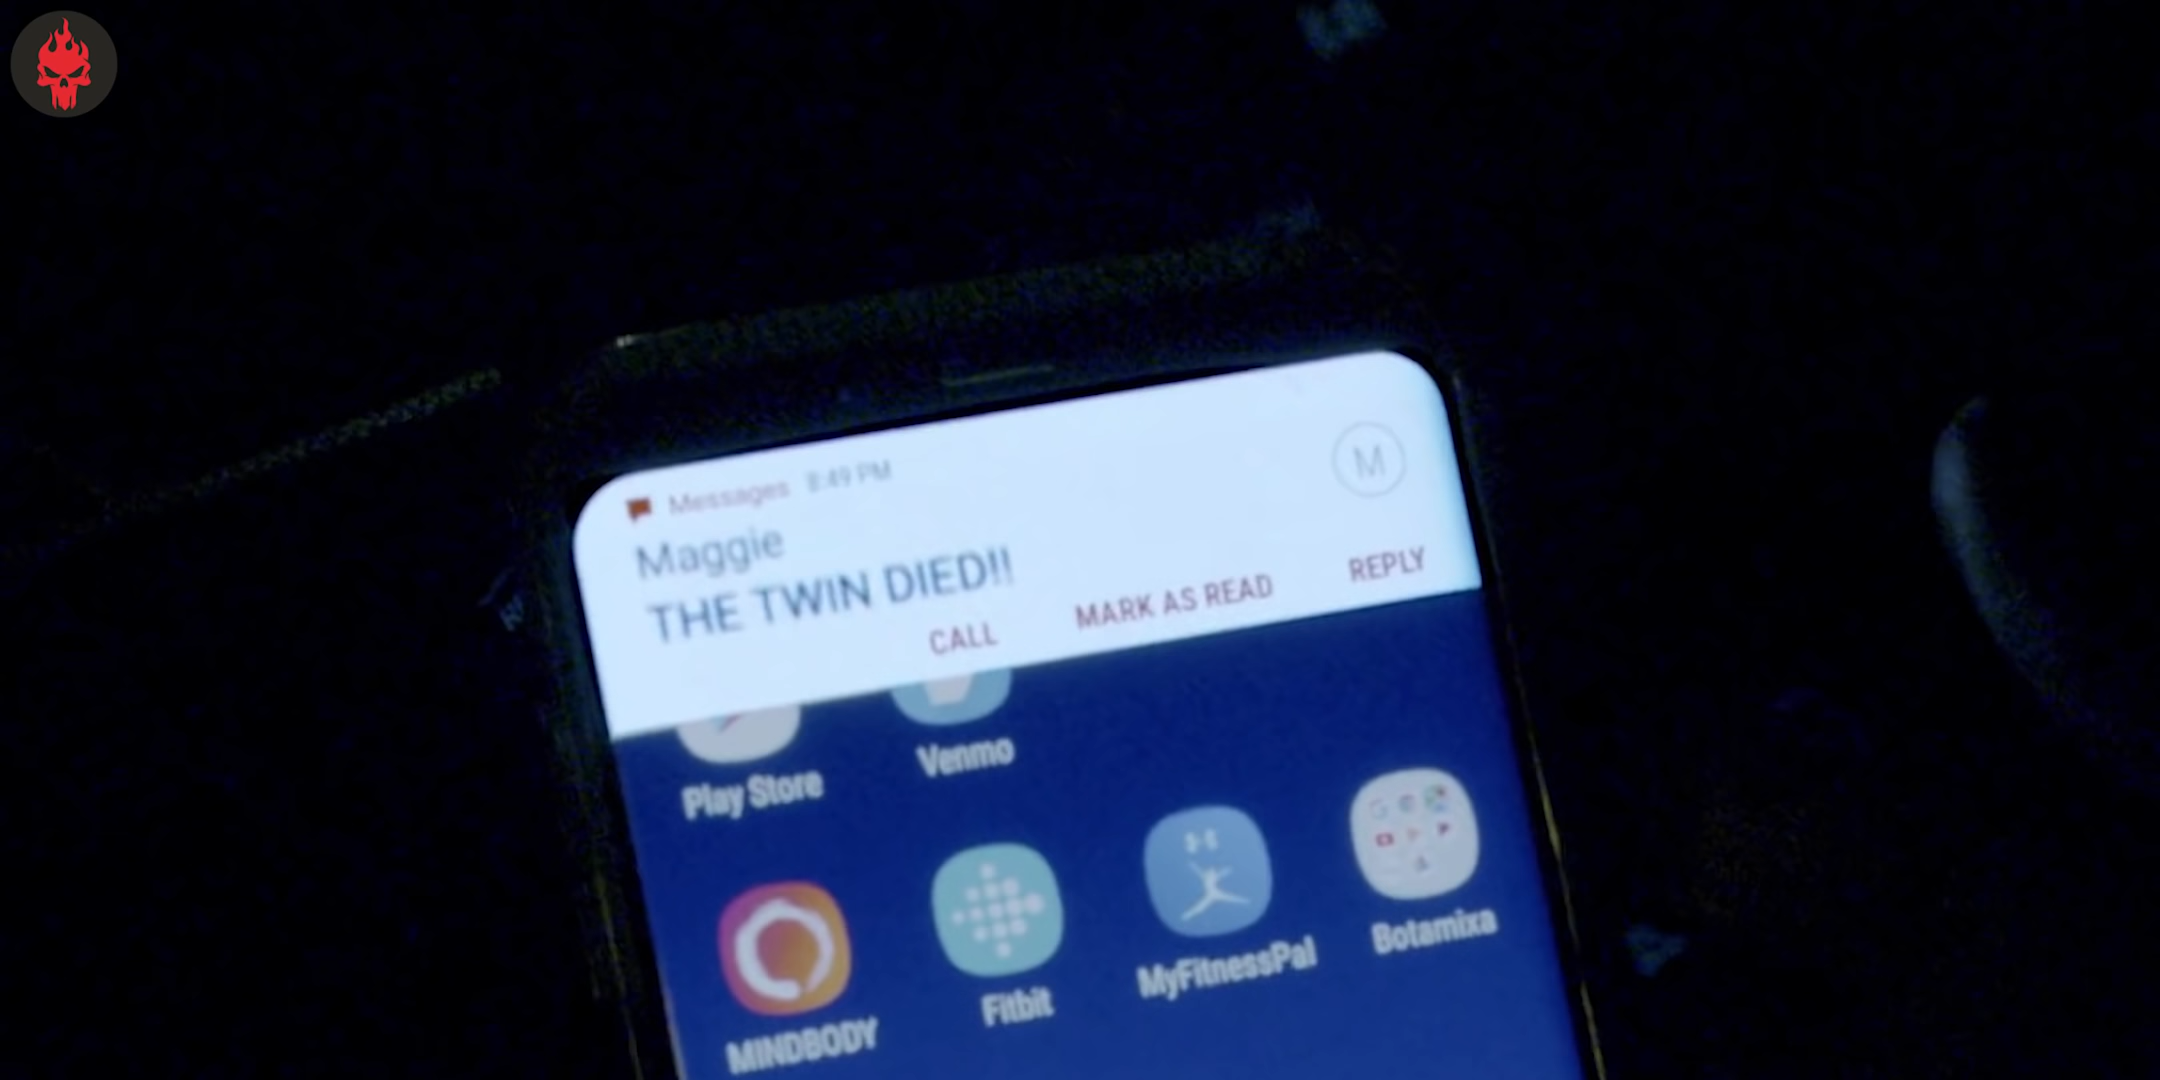 Messages 8:49 PM
M
Maggie
THE TWIN DIED!!
CALL MARK AS READ REPLY
Play Store
Venmo
MINDBODY
Fitbit
MyFitnessPal
Botamixa